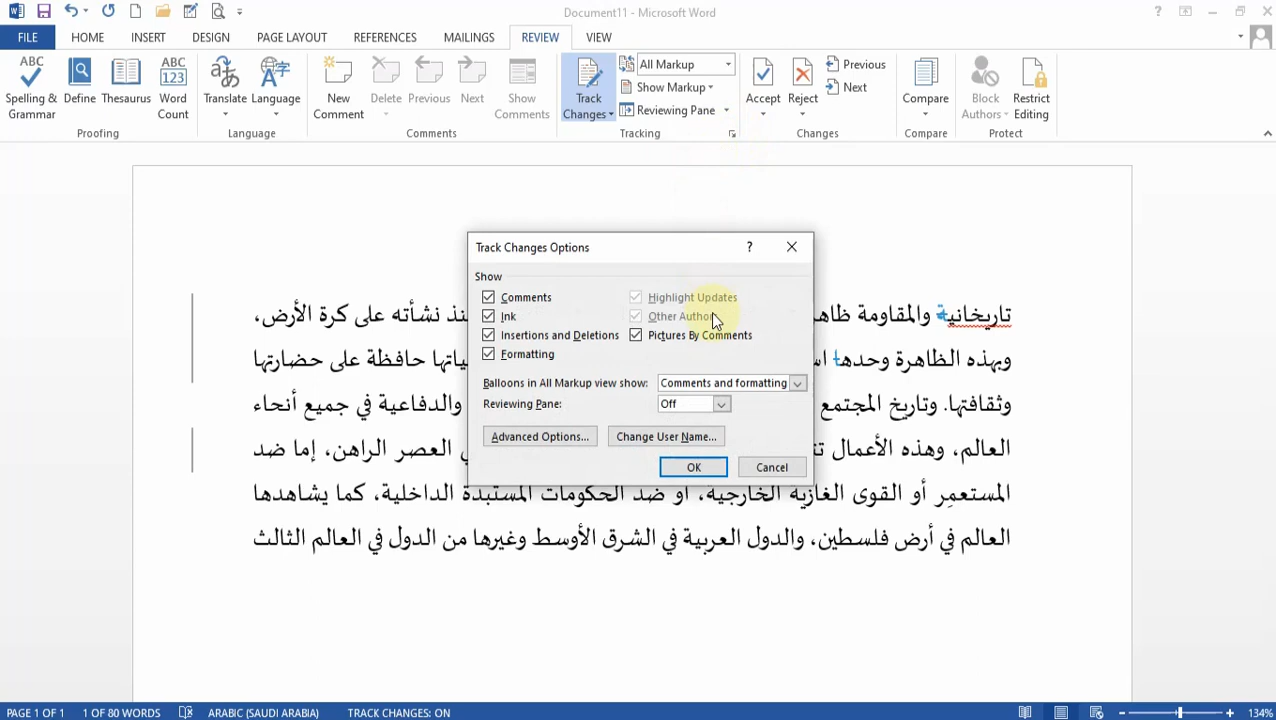 Document11 - Microsoft Word
FILE HOME INSERT DESIGN PAGE LAYOUT REFERENCES MAILINGS REVIEW VIEW
ABC
Spelling &
Grammar
Define
Thesaurus
ABC
123
Word
Count
Proofing
Translate
Language
Language
New
Comment
Delete
Previous
Next
Show
Comments
Comments
Track
Changes
All Markup
Show Markup
Reviewing Pane
Tracking
Accept
Reject
Previous
Next
Changes
Compare
Compare
Block
Authors
Restrict
Editing
Protect
Track Changes Options
Show
Comments
Highlight Updates
Ink
Other Author
Insertions and Deletions
Pictures By Comments
Formatting
Balloons in All Markup view show: Comments and formatting
Reviewing Pane: Off
Advanced Options...
Change User Name...
OK
Cancel
والمقاومة نشأته على كرة الأرض،
وبهذه الظاهرة وحدها حافظة على حضارتها
وثقافتها. وتاريخ المجتمع والدفاعية في جميع أنحاء
العالم، وهذه الأعمال العصر الراهن، إما ضد
المستعمِر أو القوى الغازية الخارجية، أو ضد الحكومات المستبدة الداخلية، كما يشاهدها
العالم في أرض فلسطين، والدول العربية في الشرق الأوسط وغيرها من الدول في العالم الثالث
PAGE 1 OF 1 1 OF 80 WORDS ARABIC (SAUDI ARABIA) TRACK CHANGES: ON 134%